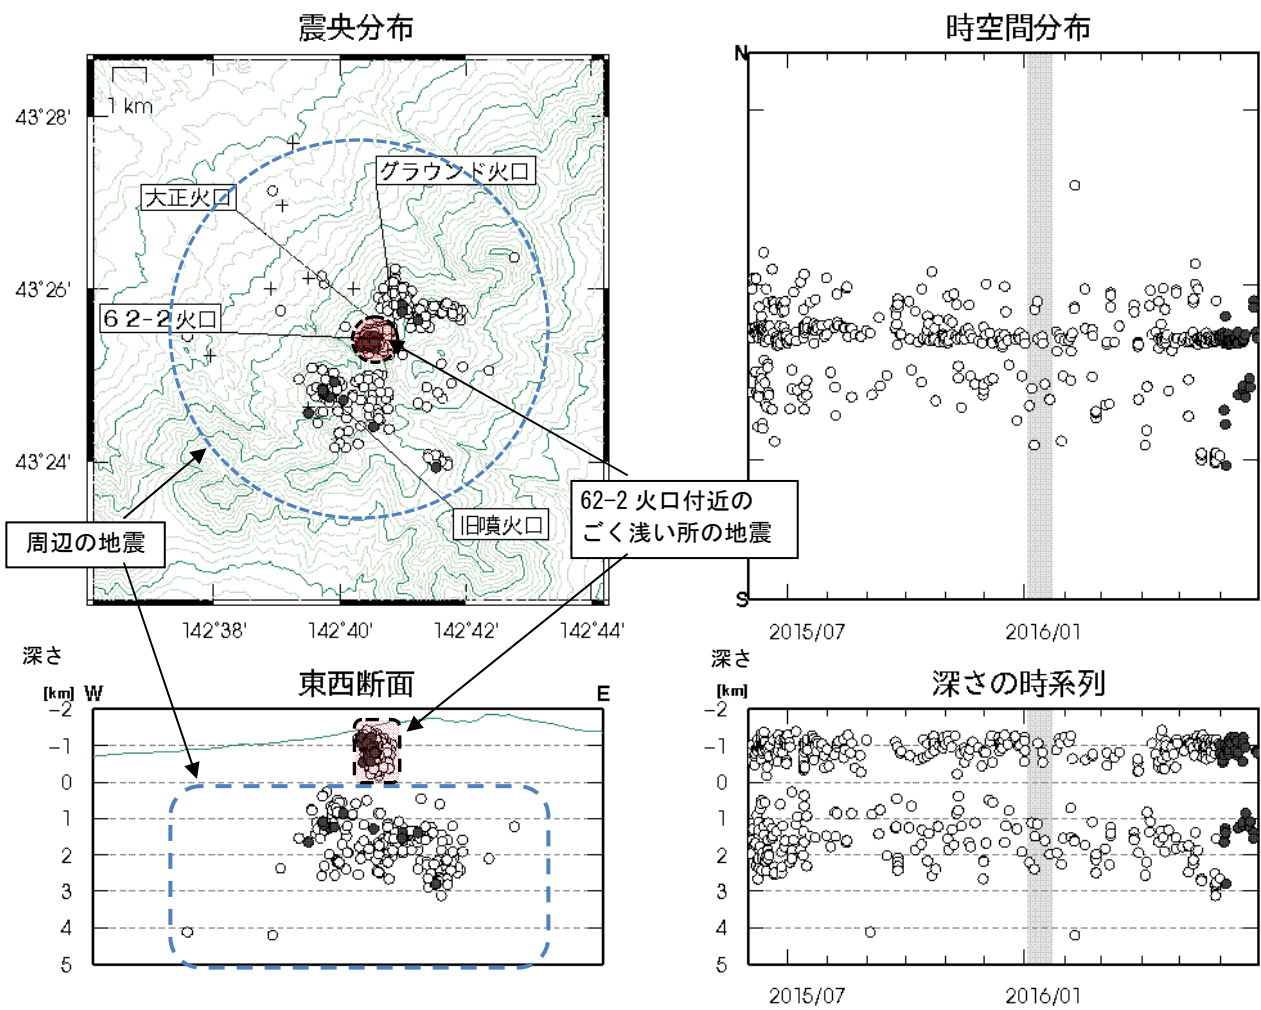 震央分布
時空間分布
N
1 km
43°28'
グラウンド火口
大正火口
43°26'
62-2火口
43°24'
62-2 火口付近の
ごく浅い所の地震
旧噴火口
周辺の地震
S
142°38'
142°40'
142°42'
142°44'
2015/07
2016/01
深さ
[km]
W
東西断面
E
深さ
[km]
深さの時系列
-2
-1
0
1
2
3
4
5
-2
-1
0
1
2
3
4
5
2015/07
2016/01